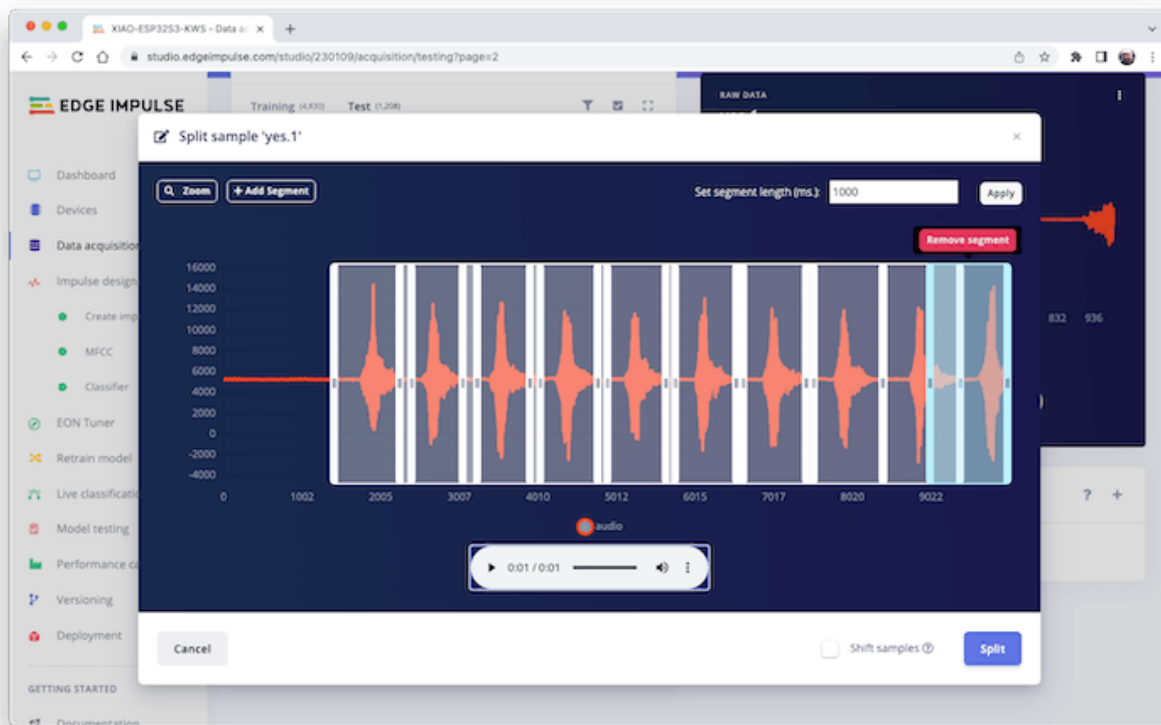 XIAO-ESP32S3-KWS - Data ac
studio.edgeimpulse.com/studio/230109/acquisition/testing?page=2
EDGE IMPULSE
Training (4,830) Test (1,208)
RAW DATA
Split sample 'yes.1'
Dashboard
Devices
Data acquisition
Impulse design
Create imp
MFCC
Classifier
EON Tuner
Retrain model
Live classificatio
Model testing
Performance ca
Versioning
Deployment
GETTING STARTED
Documentation
Zoom + Add Segment
Set segment length (ms.): 1000 Apply
Remove segment
16000
14000
12000
10000
8000
6000
4000
2000
0
-2000
-4000
0 1002 2005 3007 4010 5012 6015 7017 8020 9022
audio
0:01 / 0:01
832 936
Cancel
Shift samples
Split